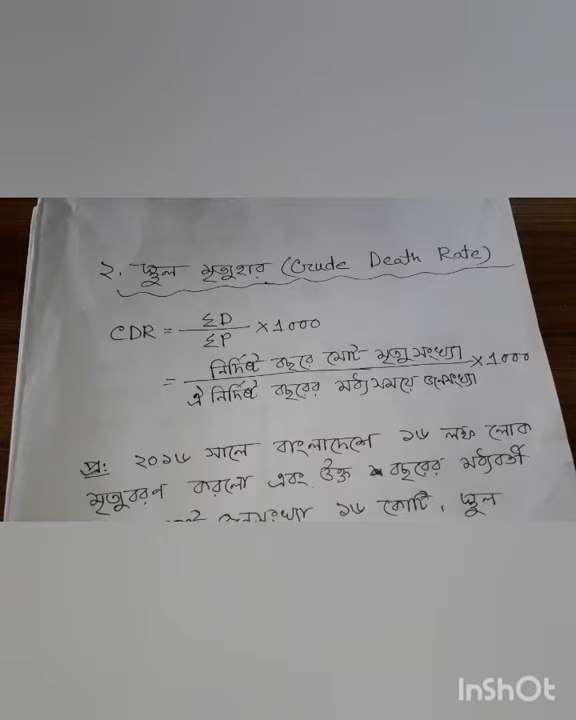 ২. স্থুল মৃত্যুহার (Crude Death Rate)
CDR = ΣD / ΣP × 1000
= নির্দিষ্ট বছরে মোট মৃত্যু সংখ্যা / ঐ নির্দিষ্ট বছরের মধ্যসময়ে জনসংখ্যা × 1000
প্র: ২০১৬ সালে বাংলাদেশে ১৬ লক্ষ লোক
মৃত্যুবরণ করলো এবং উক্ত বছরের মধ্যবর্তী
জনসংখ্যা ১৬ কোটি, স্থুল
InShOt